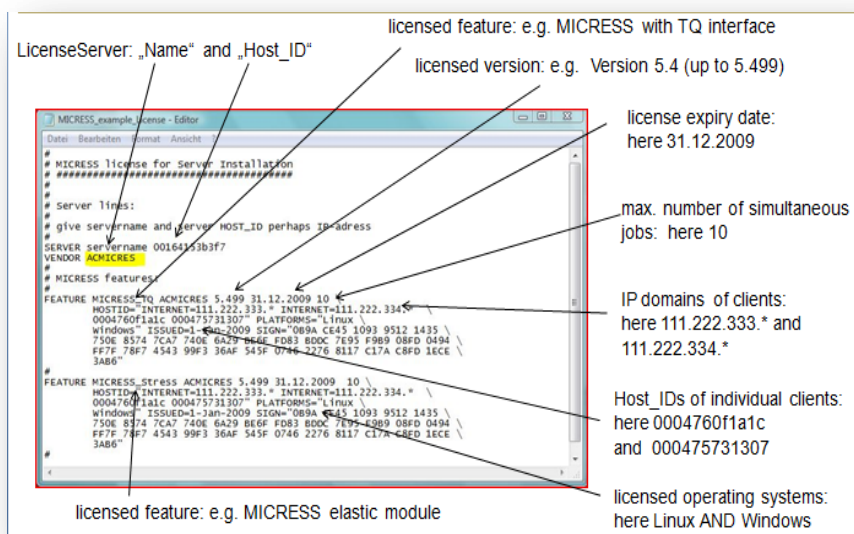 licensed feature: e.g. MICRESS with TQ interface
LicenseServer: „Name“ and „Host_ID“
licensed version: e.g. Version 5.4 (up to 5.499)
license expiry date:
here 31.12.2009
max. number of simultaneous
jobs: here 10
IP domains of clients:
here 111.222.333.* and
111.222.334.*
Host_IDs of individual clients:
here 0004760f1a1c
and 000475731307
licensed operating systems:
here Linux AND Windows
licensed feature: e.g. MICRESS elastic module
MICRESS_example_license - Editor
Datei Bearbeiten Format Ansicht ?
#
# MICRESS license for Server Installation
# #######################################
#
#
# Server lines:
#
# give servername and server HOST_ID perhaps IP-adress
#
SERVER servername 00164153b3f7
VENDOR ACMICRES
#
# MICRESS features:
#
FEATURE MICRESS_TQ ACMICRES 5.499 31.12.2009 10 \
HOSTID="INTERNET=111.222.333.* INTERNET=111.222.334.* \
0004760f1a1c 000475731307" PLATFORMS="Linux \
Windows" ISSUED=1-Jan-2009 SIGN="0B9A CE45 1093 9512 1435 \
750E 8574 7CA7 740E 6A29 BE6F FD83 BDDC 7E95 F9B9 08FD 0494 \
FF7F 78F7 4543 99F3 36AF 545F 0746 2276 8117 C17A C8FD 1ECE \
3AB6"
#
FEATURE MICRESS_Stress ACMICRES 5.499 31.12.2009 10 \
HOSTID="INTERNET=111.222.333.* INTERNET=111.222.334.* \
0004760f1a1c 000475731307" PLATFORMS="Linux \
Windows" ISSUED=1-Jan-2009 SIGN="0B9A CE45 1093 9512 1435 \
750E 8574 7CA7 740E 6A29 BE6F FD83 BDDC 7E95 F9B9 08FD 0494 \
FF7F 78F7 4543 99F3 36AF 545F 0746 2276 8117 C17A C8FD 1ECE \
3AB6"
#